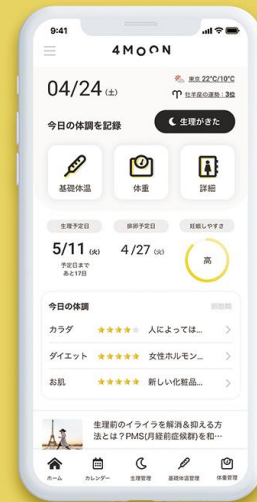 9:41
4MOON
04/24 (土)
東京 22°C/10°C
牡羊座の運勢：3位
今日の体調を記録
生理がきた
基礎体温
体重
詳細
生理予定日
排卵予定日
妊娠しやすさ
5/11 (火)
4/27 (火)
高
予定日まで
あと17日
今日の体調
カラダ ★★★★★ 人によっては...
ダイエット ★★★★★ 女性ホルモン...
お肌 ★★★★★ 新しい化粧品...
生理前のイライラを解消&抑える方
法とは？PMS(月経前症候群)を和…
ホーム
カレンダー
生理管理
基礎体温管理
体重管理